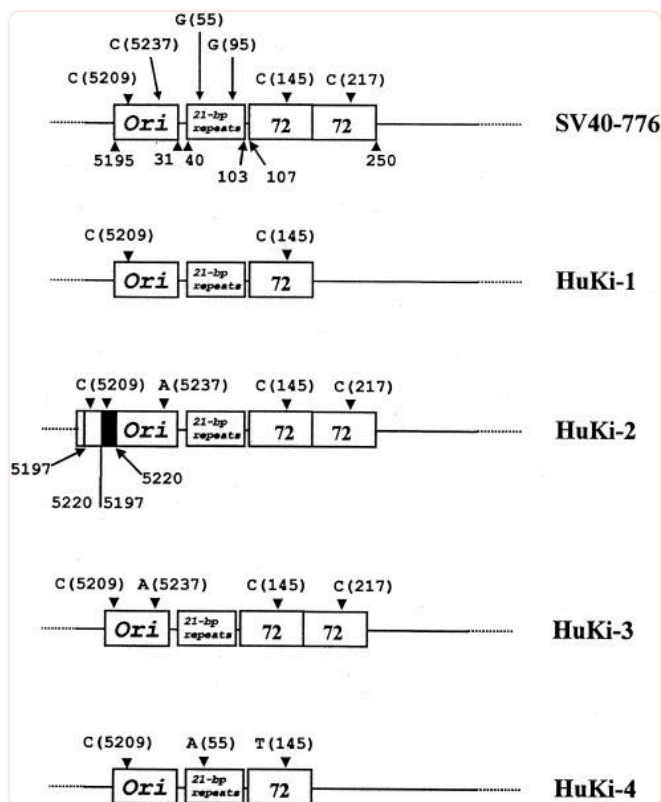 G(55)
C(5237) G(95)
C(5209) C(145) C(217)
Ori 21-bp repeats 72 72 SV40-776
5195 31 40 250
103 107
C(5209) C(145)
Ori 21-bp repeats 72 HuKi-1
C(5209) A(5237) C(145) C(217)
Ori 21-bp repeats 72 72 HuKi-2
5197 5220
5220 5197
C(5209) A(5237) C(145) C(217)
Ori 21-bp repeats 72 72 HuKi-3
C(5209) A(55) T(145)
Ori 21-bp repeats 72 HuKi-4